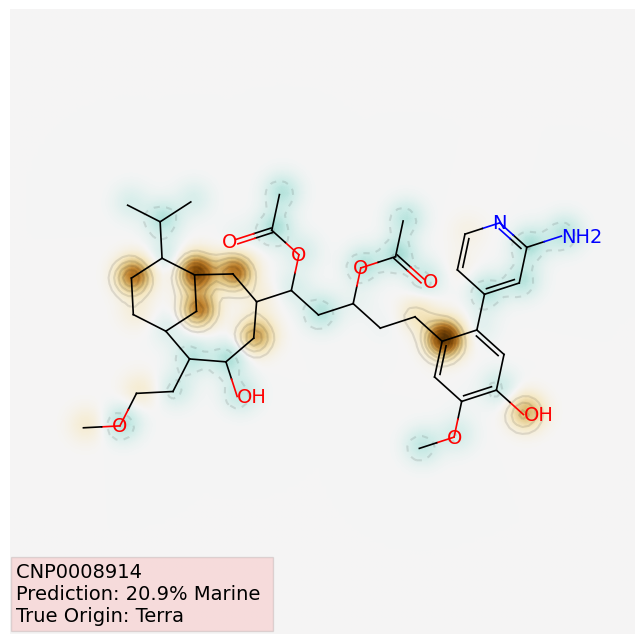 N
NH2
O
O
O
O
OH
OH
O
O
CNP0008914
Prediction: 20.9% Marine
True Origin: Terra